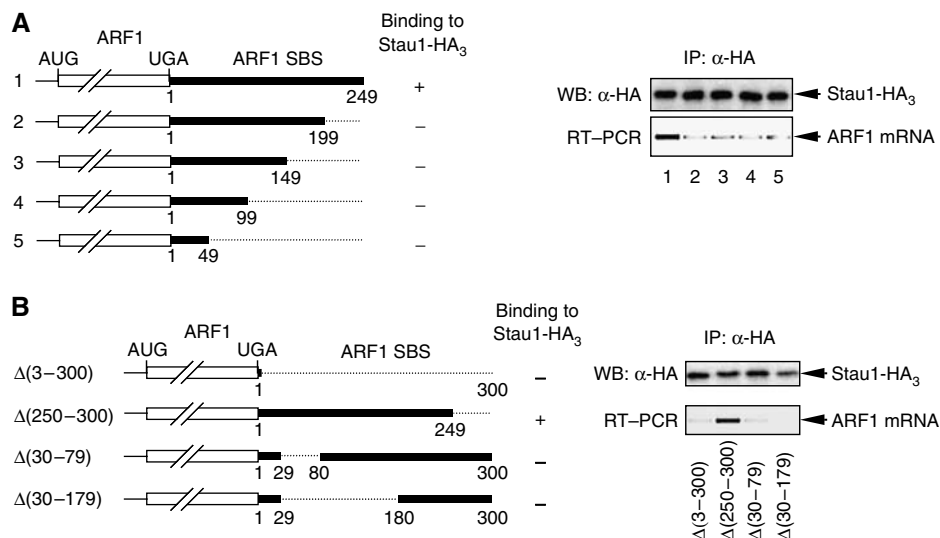 A
ARF1
Binding to
Stau1-HA3
AUG
UGA
ARF1 SBS
1
1
249
+
2
199
–
3
149
–
4
99
–
5
1
49
–
IP: α-HA
WB: α-HA
Stau1-HA3
RT–PCR
ARF1 mRNA
1 2 3 4 5
B
ARF1
Binding to
Stau1-HA3
AUG
UGA
ARF1 SBS
Δ(3–300)
1
300
–
Δ(250–300)
1
249
+
Δ(30–79)
1 29 80 300
–
Δ(30–179)
1 29 180 300
–
IP: α-HA
WB: α-HA
Stau1-HA3
RT–PCR
ARF1 mRNA
Δ(3–300)
Δ(250–300)
Δ(30–79)
Δ(30–179)